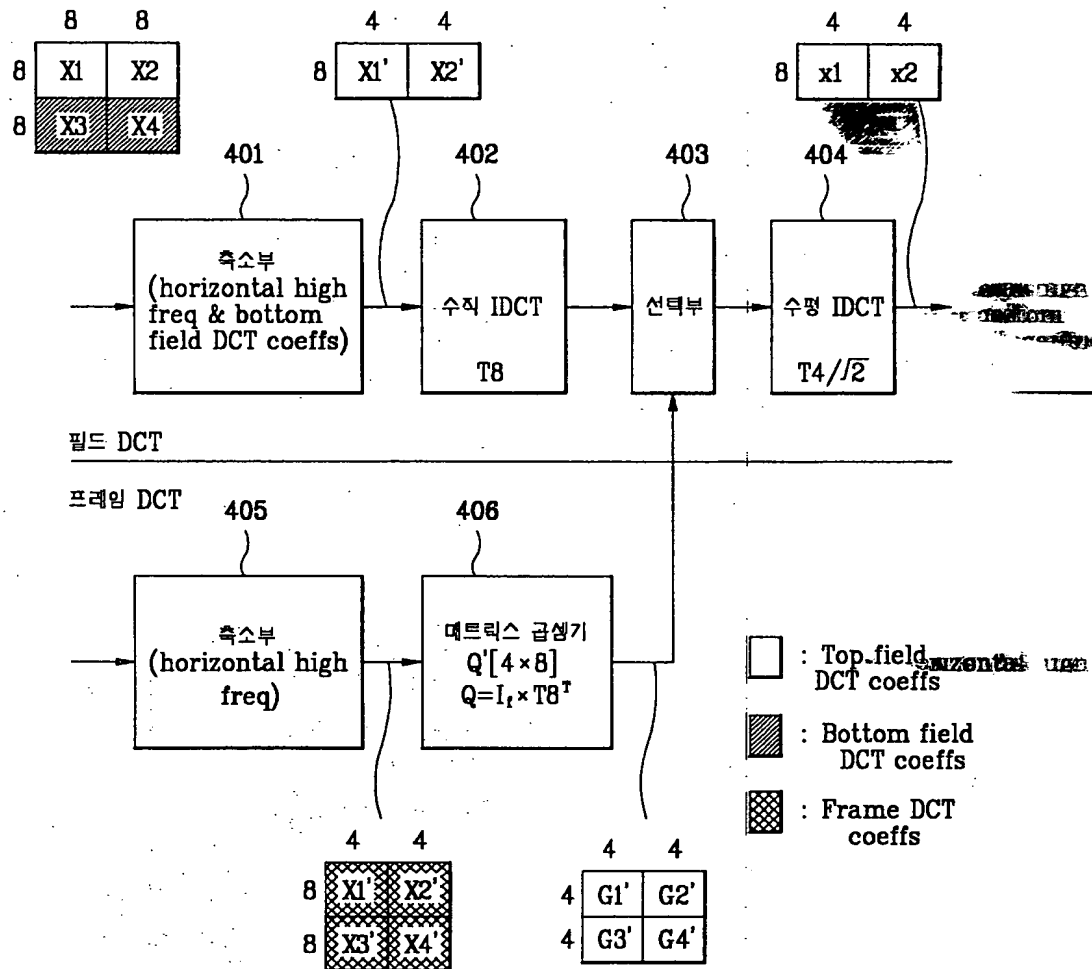 8 8
8 X1 X2
8 X3 X4
4 4
8 X1' X2'
4 4
8 x1 x2
401
축소부
(horizontal high
freq & bottom
field DCT coeffs)
402
수직 IDCT
T8
403
선택부
404
수평 IDCT
T4/√2
필드 DCT
프레임 DCT
405
축소부
(horizontal high
freq)
406
매트릭스 곱셈기
Q'[4×8]
Q=I_f×T8^T
: Top-field
DCT coeffs
: Bottom field
DCT coeffs
: Frame DCT
coeffs
4 4
8 X1' X2'
8 X3' X4'
4 4
4 G1' G2'
4 G3' G4'